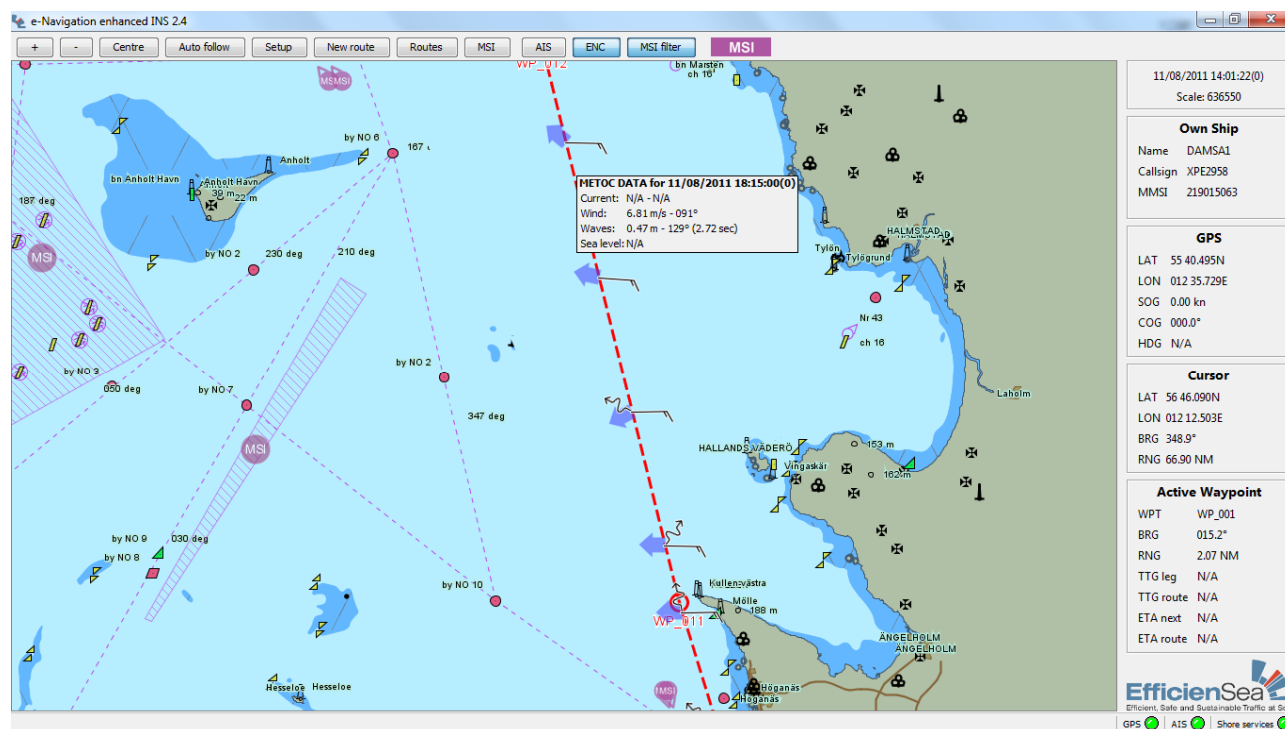 e-Navigation enhanced INS 2.4
+ - Centre Auto follow Setup New route Routes MSI AIS ENC MSI filter MSI
11/08/2011 14:01:22(0)
Scale: 636550
Own Ship
Name DAMSA1
Callsign XPE2958
MMSI 219015063
GPS
LAT 55 40.495N
LON 012 35.729E
SOG 0.00 kn
COG 000.0°
HDG N/A
Cursor
LAT 56 46.090N
LON 012 12.503E
BRG 348.9°
RNG 66.90 NM
Active Waypoint
WPT WP_001
BRG 015.2°
RNG 2.07 NM
TTG leg N/A
TTG route N/A
ETA next N/A
ETA route N/A
EfficienSea
Efficient, Safe and Sustainable Traffic at
GPS AIS Shore services
WP_012
bn Marsten
ch 16
MSI
by NO 6
167
Anholt
bn Anholt Havn
Anholt Havn
39 m
22 m
187 deg
MSI
by NO 2
230 deg
210 deg
METOC DATA for 11/08/2011 18:15:00(0)
Current: N/A - N/A
Wind: 6.81 m/s - 091°
Waves: 0.47 m - 129° (2.72 sec)
Sea level: N/A
HALMSTAD
HALMSTAD
Tylön
Tylögrund
Nr 43
ch 16
by NO 3
050 deg
by NO 7
by NO 2
347 deg
Laholm
MSI
HALLANDS VÄDERÖ
153 m
Vingaskär
162 m
by NO 9
030 deg
by NO 8
by NO 10
Kullen-västra
Mölle
188 m
WP_011
ÄNGELHOLM
ÄNGELHOLM
Hesseloe
Hesseloe
MSI
Höganäs
Höganäs